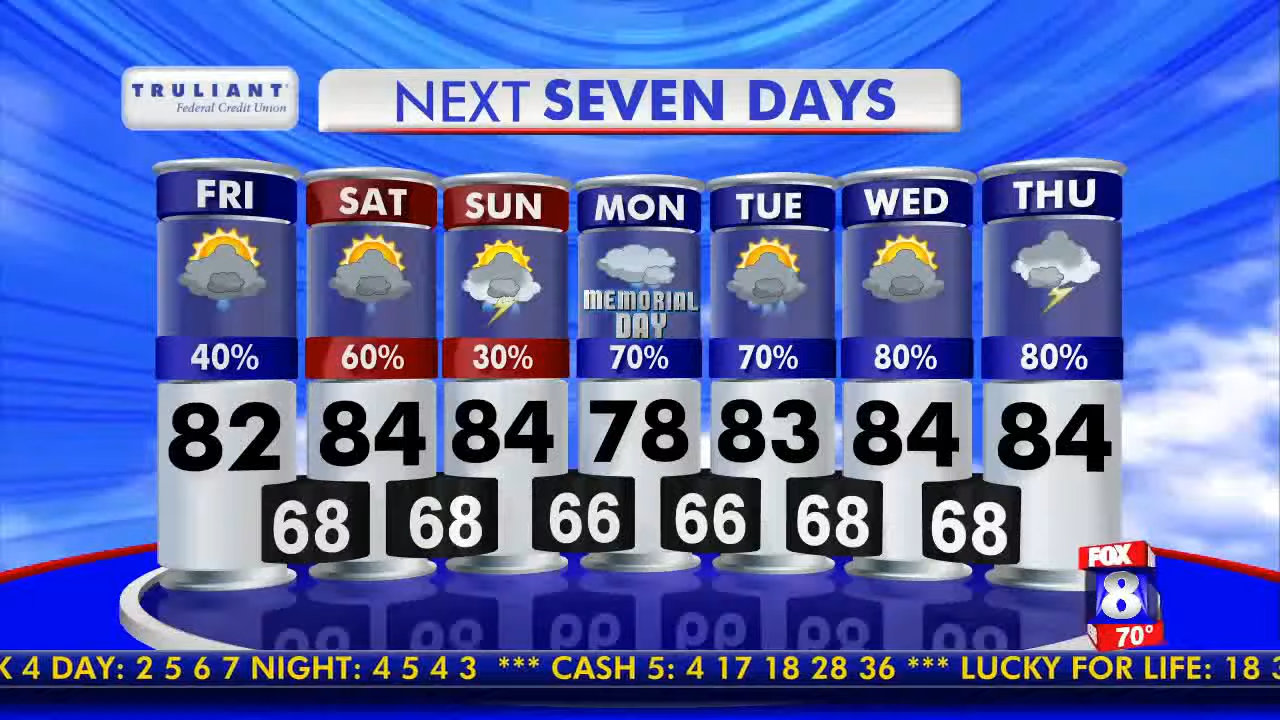 TRULIANT
Federal Credit Union
NEXT SEVEN DAYS
FRI SAT SUN MON TUE WED THU
MEMORIAL
DAY
40% 60% 30% 70% 70% 80% 80%
82 84 84 78 83 84 84
68 68 66 66 68 68
FOX
8
70°
K 4 DAY: 2 5 6 7 NIGHT: 4 5 4 3 *** CASH 5: 4 17 18 28 36 *** LUCKY FOR LIFE: 18 3